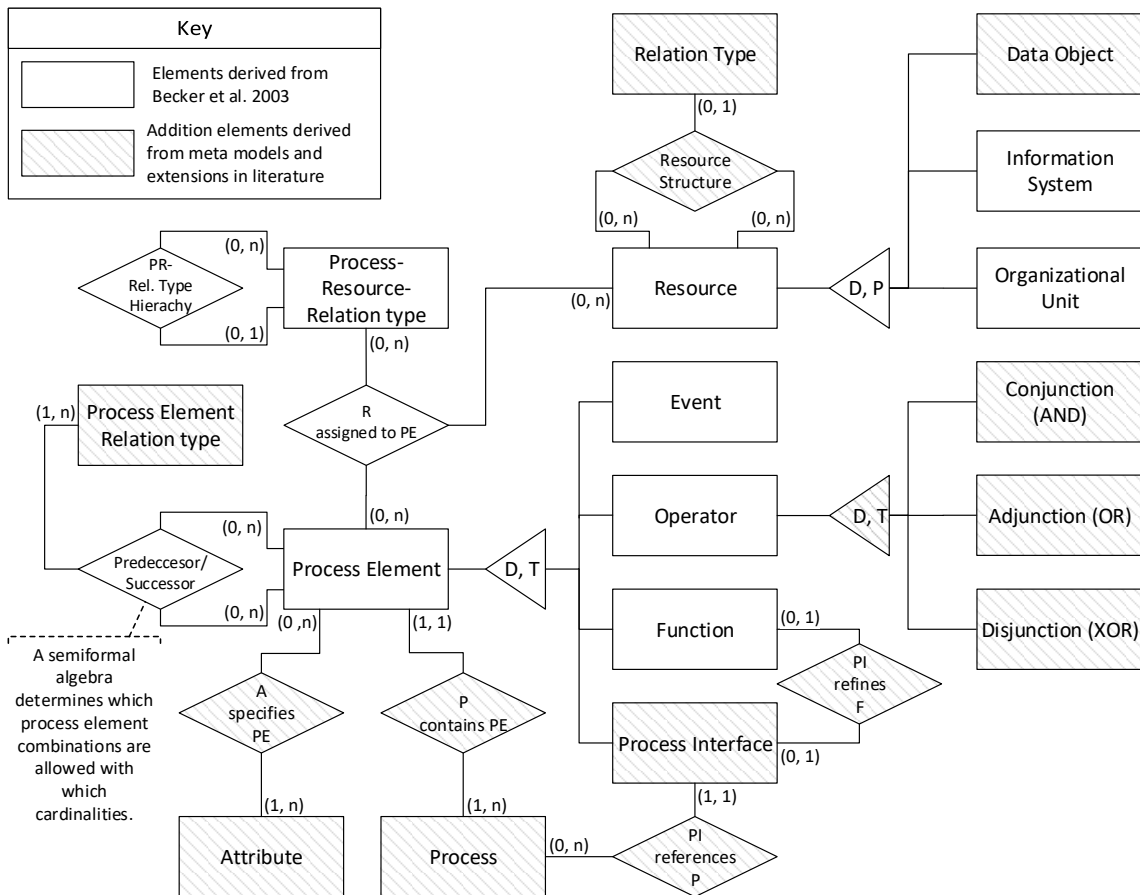 Key
Elements derived from
Becker et al. 2003
Addition elements derived
from meta models and
extensions in literature
Relation Type
(0, 1)
Resource
Structure
(0, n)
(0, n)
Data Object
Information
System
Organizational
Unit
(0, n)
PR-
Rel. Type
Hierachy
(0, 1)
Process-
Resource-
Relation type
(0, n)
(0, n)
Resource
D, P
(1, n)
Process Element
Relation type
R
assigned to PE
(0, n)
Event
Operator
Function
D, T
Conjunction
(AND)
Adjunction (OR)
Disjunction (XOR)
(0, n)
Predeccesor/
Successor
(0, n)
Process Element
D, T
(0 ,n)
(1, 1)
(0, 1)
PI
refines
F
(0, 1)
A semiformal
algebra
determines which
process element
combinations are
allowed with
which
cardinalities.
A
specifies
PE
P
contains PE
Process Interface
(1, n)
(1, n)
(1, 1)
Attribute
Process
(0, n)
PI
references
P